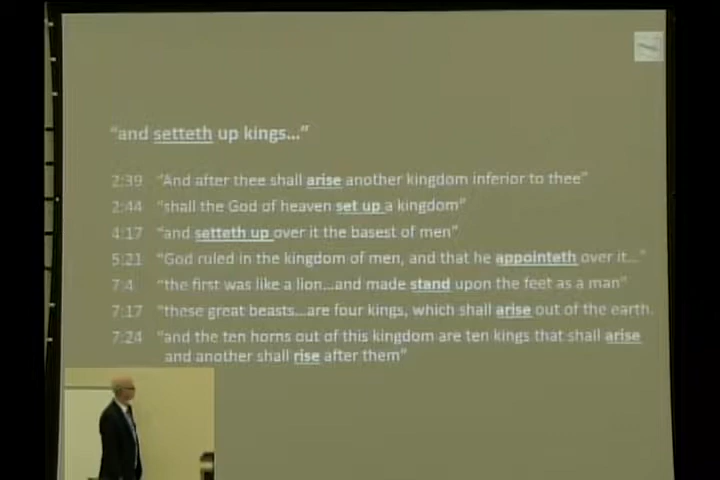 "and setteth up kings..."
2:39 "And after thee shall arise another kingdom inferior to thee"
2:44 "shall the God of heaven set up a kingdom"
4:17 "and setteth up over it the basest of men"
5:21 "God ruled in the kingdom of men, and that he appointeth over it..."
7:4 "the first was like a lion...and made stand upon the feet as a man"
7:17 "these great beasts...are four kings, which shall arise out of the earth.
7:24 "and the ten horns out of this kingdom are ten kings that shall arise
and another shall rise after them"